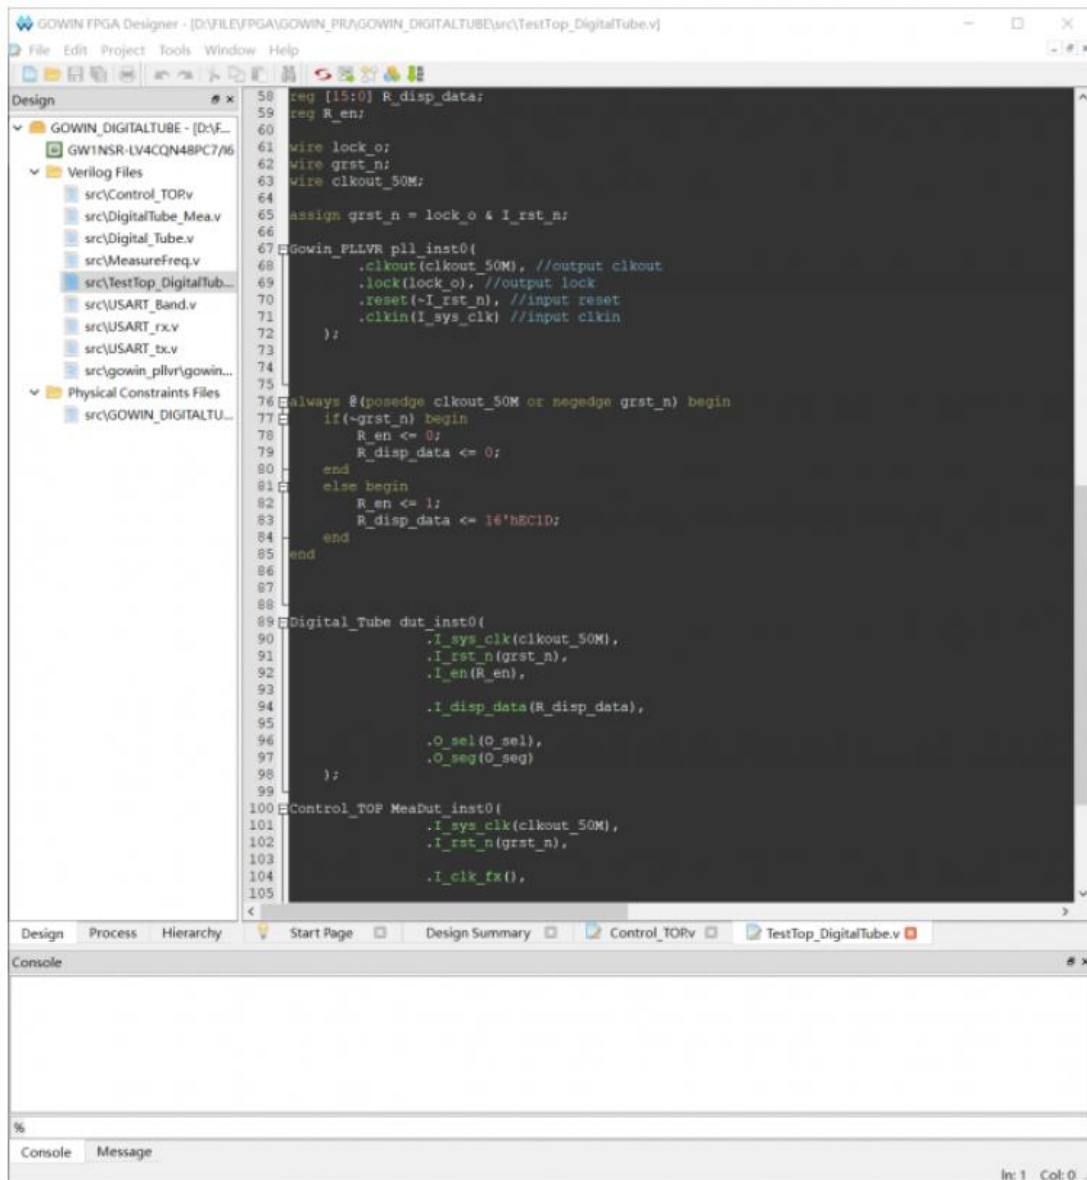 GOWIN FPGA Designer - [D:\FILE\FPGA\GOWIN_PRJ\GOWIN_DIGITALTUBE\src\TestTop_DigitalTube.v]
File Edit Project Tools Window Help
Design
GOWIN_DIGITALTUBE - [D:\F...
GW1NSR-LV4CQN48PC7/I6
Verilog Files
src\Control_TOP.v
src\DigitalTube_Mea.v
src\Digital_Tube.v
src\MeasureFreq.v
src\TestTop_DigitalTub...
src\USART_Band.v
src\USART_rx.v
src\USART_tx.v
src\gowin_pllvr\gowin...
Physical Constraints Files
src\GOWIN_DIGITALTU...
58 reg [15:0] R_disp_data;
59 reg R_en;
60
61 wire lock_o;
62 wire grst_n;
63 wire clkout_50M;
64
65 assign grst_n = lock_o & I_rst_n;
66
67 Gowin_PLLVR pll_inst0(
68 .clkout(clkout_50M), //output clkout
69 .lock(lock_o), //output lock
70 .reset(~I_rst_n), //input reset
71 .clkin(I_sys_clk) //input clkin
72 );
73
74
75
76 always @(posedge clkout_50M or negedge grst_n) begin
77 if(~grst_n) begin
78 R_en <= 0;
79 R_disp_data <= 0;
80 end
81 else begin
82 R_en <= 1;
83 R_disp_data <= 16'hEC1D;
84 end
85 end
86
87
88
89 Digital_Tube dut_inst0(
90 .I_sys_clk(clkout_50M),
91 .I_rst_n(grst_n),
92 .I_en(R_en),
93
94 .I_disp_data(R_disp_data),
95
96 .O_sel(O_sel),
97 .O_seg(O_seg)
98 );
99
100 Control_TOP MeaDut_inst0(
101 .I_sys_clk(clkout_50M),
102 .I_rst_n(grst_n),
103
104 .I_clk_fx(),
105
Design Process Hierarchy Start Page Design Summary Control_TOP.v TestTop_DigitalTube.v
Console
%
Console Message
ln: 1 Col: 0